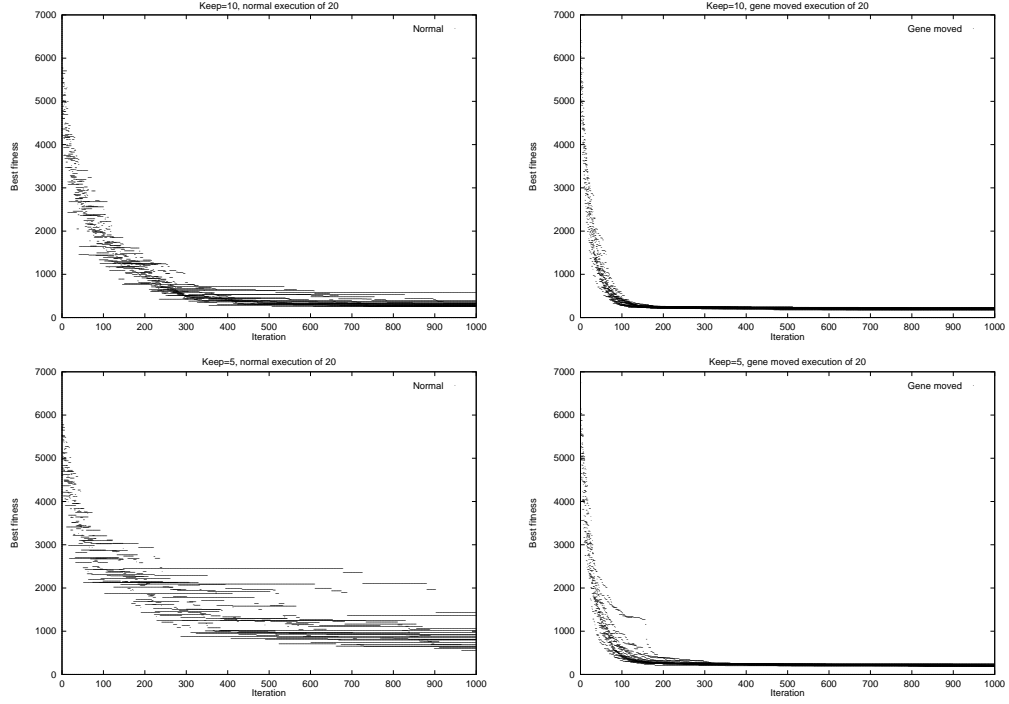 Keep=10, normal execution of 20
Normal
Best fitness
7000
6000
5000
4000
3000
2000
1000
0
0 100 200 300 400 500 600 700 800 900 1000
Iteration
Keep=10, gene moved execution of 20
Gene moved
Best fitness
7000
6000
5000
4000
3000
2000
1000
0
0 100 200 300 400 500 600 700 800 900 1000
Iteration
Keep=5, normal execution of 20
Normal
Best fitness
7000
6000
5000
4000
3000
2000
1000
0
0 100 200 300 400 500 600 700 800 900 1000
Iteration
Keep=5, gene moved execution of 20
Gene moved
Best fitness
7000
6000
5000
4000
3000
2000
1000
0
0 100 200 300 400 500 600 700 800 900 1000
Iteration